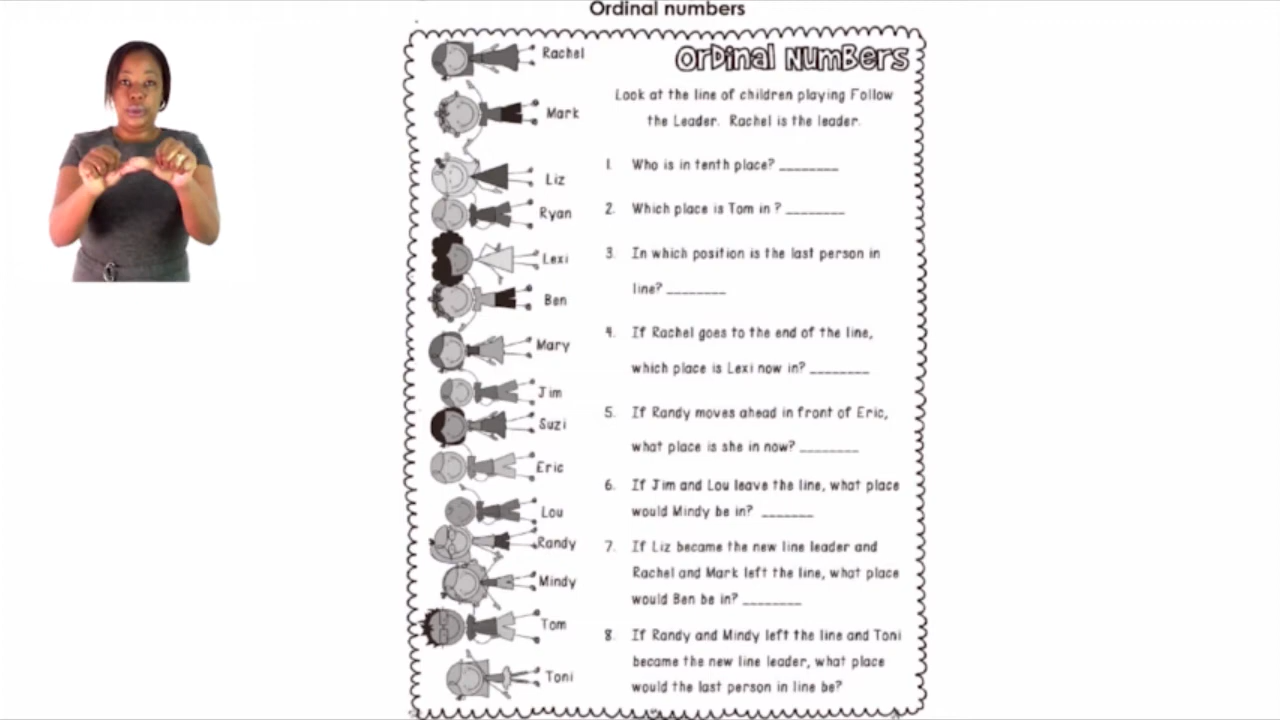 Ordinal numbers
Ordinal Numbers
Look at the line of children playing Follow
the Leader. Rachel is the leader.
1. Who is in tenth place? ________
2. Which place is Tom in ? ________
3. In which position is the last person in
line? ________
4. If Rachel goes to the end of the line,
which place is Lexi now in? ________
5. If Randy moves ahead in front of Eric,
what place is she in now? ________
6. If Jim and Lou leave the line, what place
would Mindy be in? _______
7. If Liz became the new line leader and
Rachel and Mark left the line, what place
would Ben be in? ________
8. If Randy and Mindy left the line and Toni
became the new line leader, what place
would the last person in line be?
Rachel
Mark
Liz
Ryan
Lexi
Ben
Mary
Jim
Suzi
Eric
Lou
Randy
Mindy
Tom
Toni